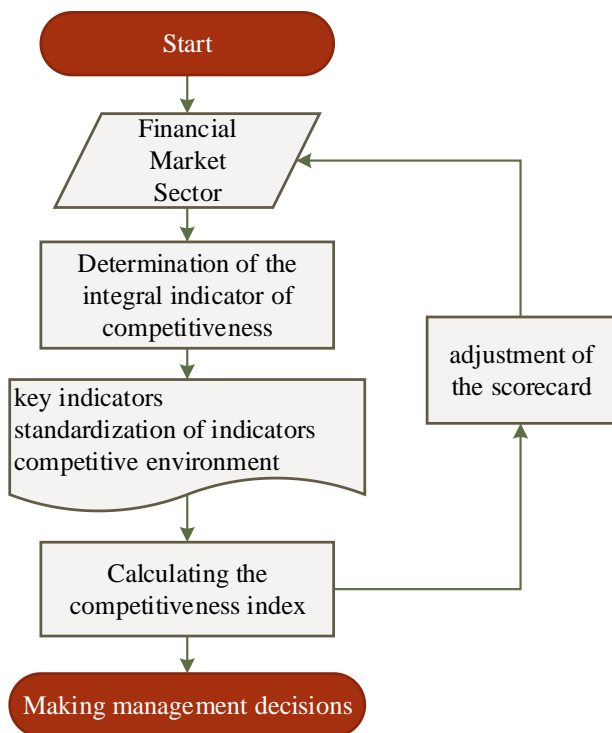 Start
Financial
Market
Sector
Determination of the
integral indicator of
competitiveness
adjustment of
the scorecard
key indicators
standardization of indicators
competitive environment
Calculating the
competitiveness index
Making management decisions